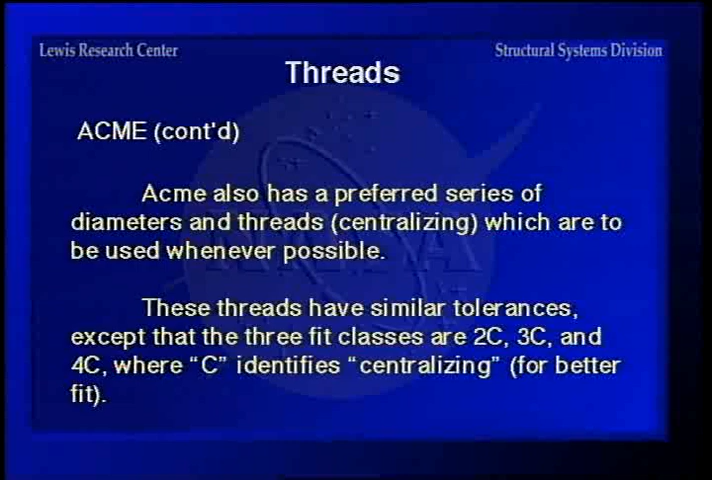 Lewis Research Center
Structural Systems Division
Threads
ACME (cont'd)
Acme also has a preferred series of
diameters and threads (centralizing) which are to
be used whenever possible.
These threads have similar tolerances,
except that the three fit classes are 2C, 3C, and
4C, where “C” identifies “centralizing” (for better
fit).
NASA